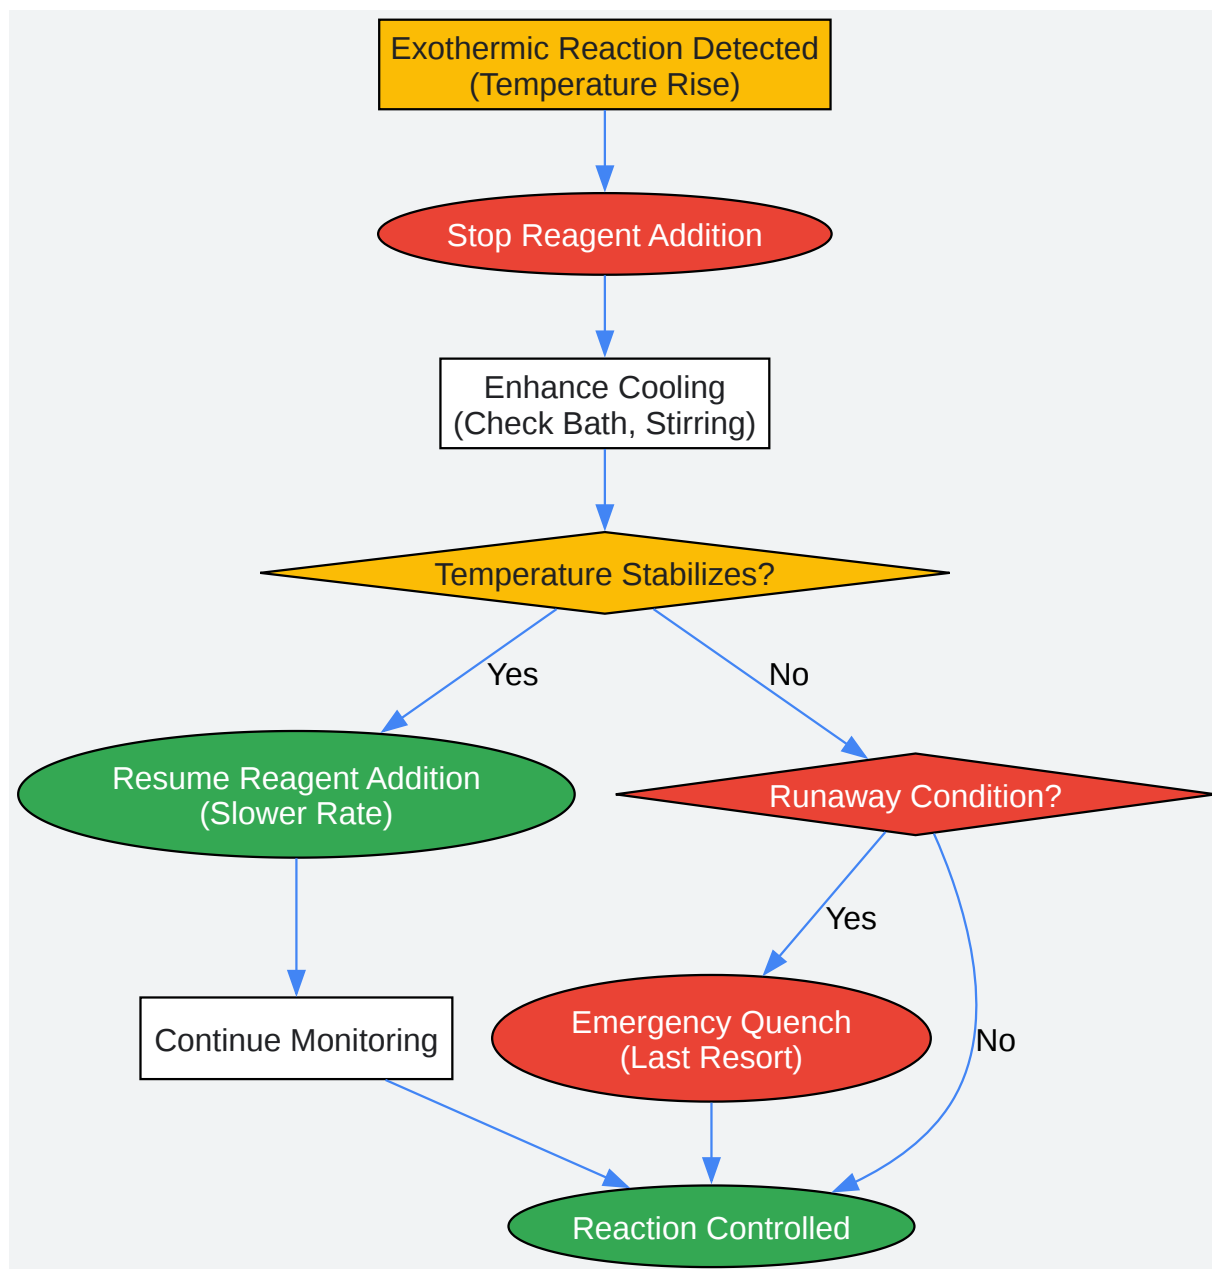 Exothermic Reaction Detected
(Temperature Rise)
Stop Reagent Addition
Enhance Cooling
(Check Bath, Stirring)
Temperature Stabilizes?
Yes
No
Resume Reagent Addition
(Slower Rate)
Runaway Condition?
Yes
Emergency Quench
(Last Resort)
No
Continue Monitoring
Reaction Controlled